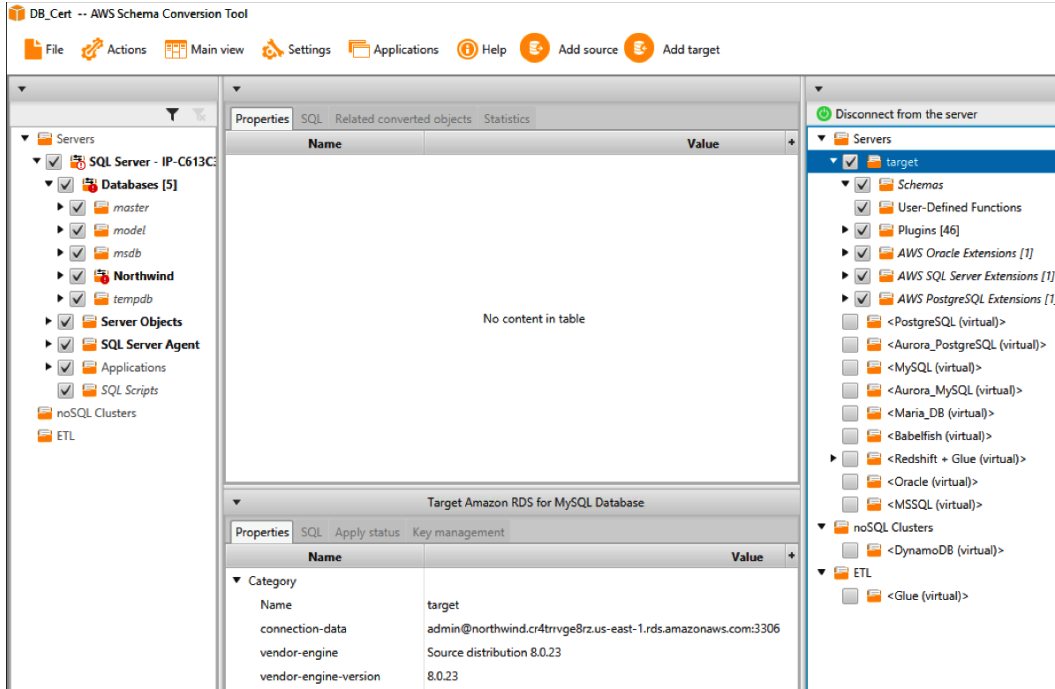 DB_Cert -- AWS Schema Conversion Tool
File Actions Main view Settings Applications Help Add source Add target
Servers
SQL Server - IP-C613C3
Databases [5]
master
model
msdb
Northwind
tempdb
Server Objects
SQL Server Agent
Applications
SQL Scripts
noSQL Clusters
ETL
Properties SQL Related converted objects Statistics
Name Value +
No content in table
Target Amazon RDS for MySQL Database
Properties SQL Apply status Key management
Name Value +
Category
Name target
connection-data admin@northwind.cr4trrvge8rz.us-east-1.rds.amazonaws.com:3306
vendor-engine Source distribution 8.0.23
vendor-engine-version 8.0.23
Disconnect from the server
Servers
target
Schemas
User-Defined Functions
Plugins [46]
AWS Oracle Extensions [1]
AWS SQL Server Extensions [1]
AWS PostgreSQL Extensions [1]
<PostgreSQL (virtual)>
<Aurora_PostgreSQL (virtual)>
<MySQL (virtual)>
<Aurora_MySQL (virtual)>
<Maria_DB (virtual)>
<Babelfish (virtual)>
<Redshift + Glue (virtual)>
<Oracle (virtual)>
<MSSQL (virtual)>
noSQL Clusters
<DynamoDB (virtual)>
ETL
<Glue (virtual)>